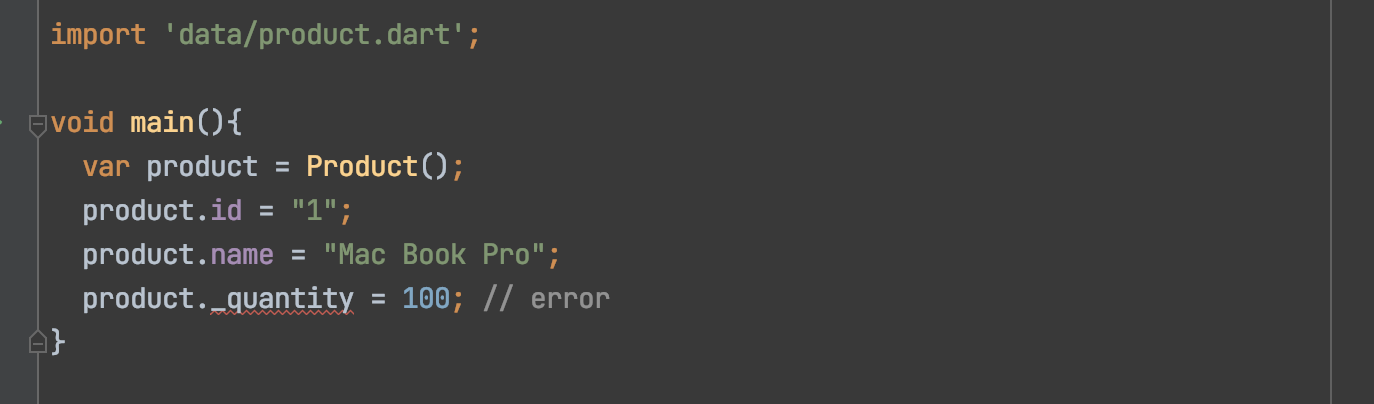 import 'data/product.dart';
void main(){
var product = Product();
product.id = "1";
product.name = "Mac Book Pro";
product._quantity = 100; // error
}